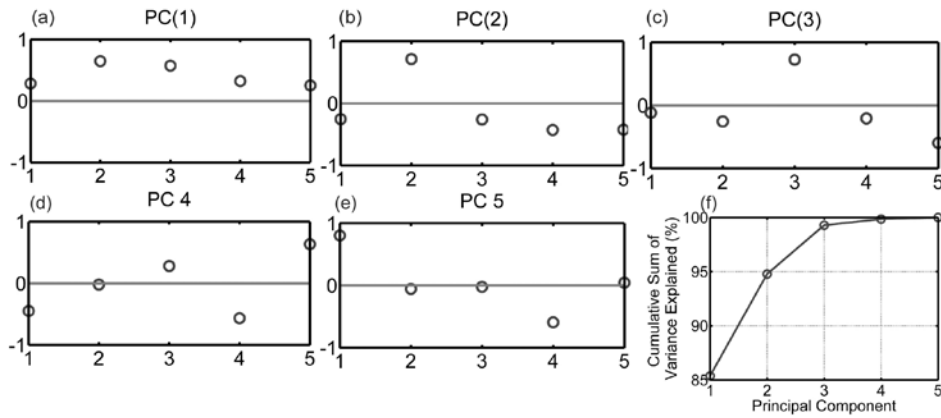 (a) PC(1)
1
0
-1
1 2 3 4 5
(b) PC(2)
1
0
-1
1 2 3 4 5
(c) PC(3)
1
0
-1
1 2 3 4 5
(d) PC 4
1
0
-1
1 2 3 4 5
(e) PC 5
1
0
-1
1 2 3 4 5
(f)
Cumulative Sum of
Variance Explained (%)
100
95
90
85
1 2 3 4 5
Principal Component